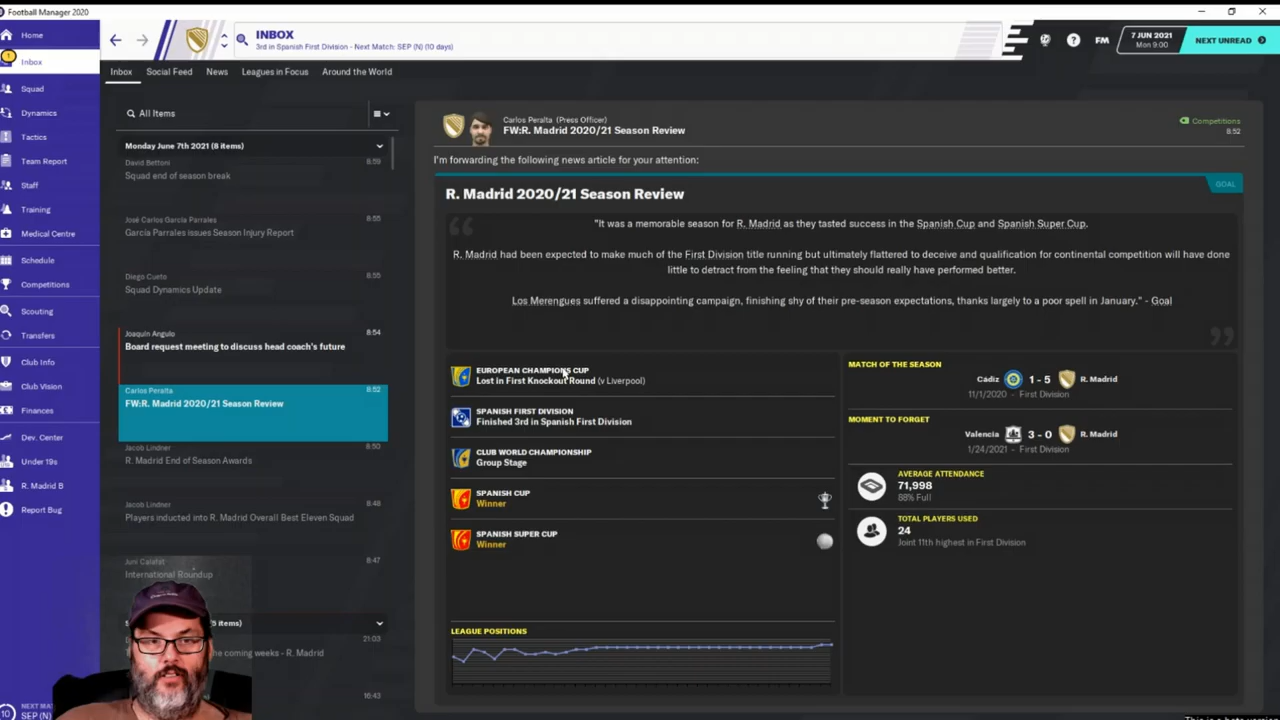 Football Manager 2020
Home
INBOX
3rd in Spanish First Division - Next Match: SEP (N) (10 days)
FM
7 JUN 2021
Mon 9:00
NEXT UNREAD
1
Inbox
Squad
Dynamics
Tactics
Team Report
Staff
Training
Medical Centre
Schedule
Competitions
Scouting
Transfers
Club Info
Club Vision
Finances
Dev. Center
Under 19s
R. Madrid B
Report Bug
10
NEXT MA
SEP (N)
Inbox
Social Feed
News
Leagues in Focus
Around the World
All Items
Monday June 7th 2021 (8 items)
David Bettoni
8:59
Squad end of season break
José Carlos García Parrales
8:55
García Parrales issues Season Injury Report
Diego Cueto
8:55
Squad Dynamics Update
Joaquín Angulo
8:54
Board request meeting to discuss head coach's future
Carlos Peralta
8:52
FW:R. Madrid 2020/21 Season Review
Jacob Lindner
8:50
R. Madrid End of Season Awards
Jacob Lindner
8:48
Players inducted into R. Madrid Overall Best Eleven Squad
Juni Calafat
8:47
International Roundup
5 items)
21:03
he coming weeks - R. Madrid
16:43
Carlos Peralta (Press Officer)
FW:R. Madrid 2020/21 Season Review
Competitions
8:52
I'm forwarding the following news article for your attention:
R. Madrid 2020/21 Season Review
GOAL
"It was a memorable season for R. Madrid as they tasted success in the Spanish Cup and Spanish Super Cup.
R. Madrid had been expected to make much of the First Division title running but ultimately flattered to deceive and qualification for continental competition will have done
little to detract from the feeling that they should really have performed better.
Los Merengues suffered a disappointing campaign, finishing shy of their pre-season expectations, thanks largely to a poor spell in January." - Goal
EUROPEAN CHAMPIONS CUP
Lost in First Knockout Round (v Liverpool)
SPANISH FIRST DIVISION
Finished 3rd in Spanish First Division
CLUB WORLD CHAMPIONSHIP
Group Stage
SPANISH CUP
Winner
SPANISH SUPER CUP
Winner
LEAGUE POSITIONS
MATCH OF THE SEASON
Cádiz 1 - 5 R. Madrid
11/1/2020 - First Division
MOMENT TO FORGET
Valencia 3 - 0 R. Madrid
1/24/2021 - First Division
AVERAGE ATTENDANCE
71,998
88% Full
TOTAL PLAYERS USED
24
Joint 11th highest in First Division